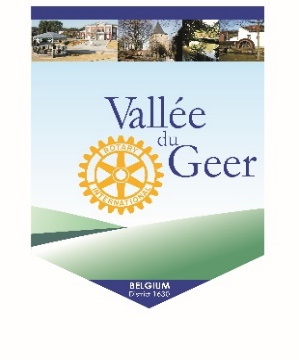 Vallée
du
Geer
ROTARY
INTERNATIONAL
BELGIUM
District 1630